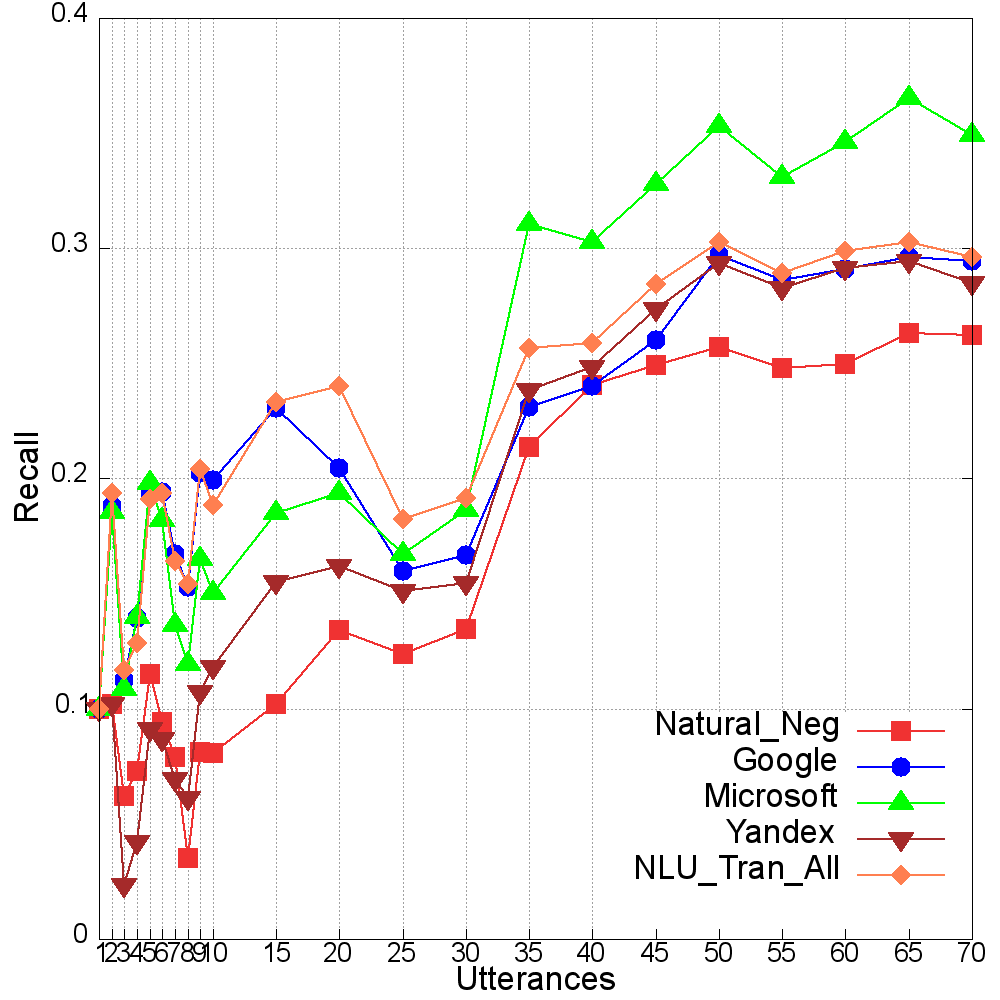 0.4
0.3
0.2
0.1
0
Recall
Natural_Neg
Google
Microsoft
Yandex
NLU_Tran_All
1 2 3 4 5 6 7 8 9 10 15 20 25 30 35 40 45 50 55 60 65 70
Utterances